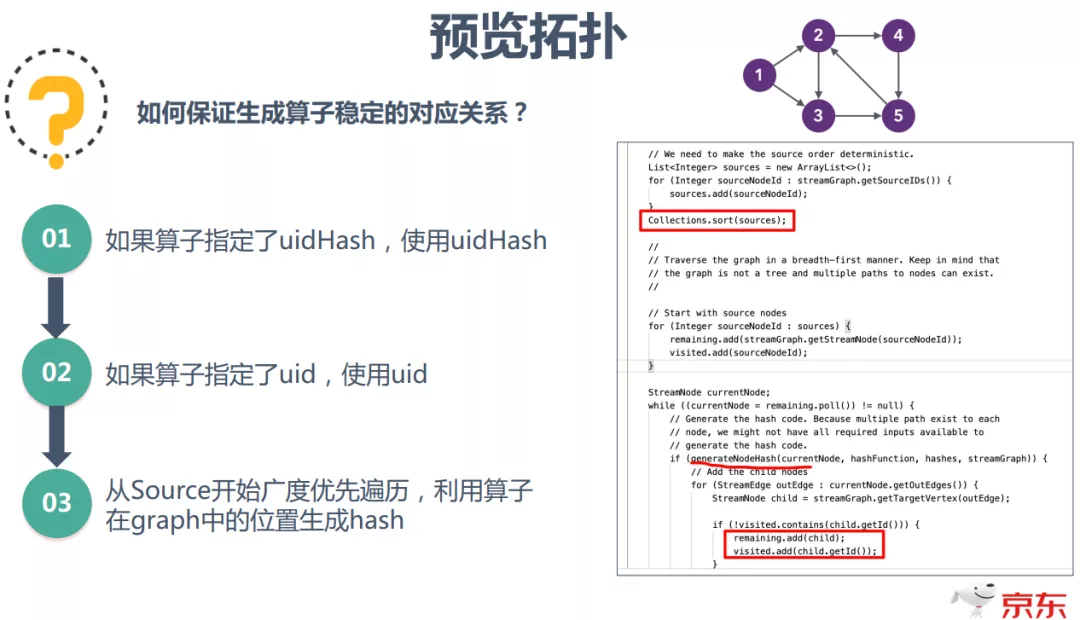 预览拓扑
如何保证生成算子稳定的对应关系？
01
如果算子指定了uidHash，使用uidHash
02
如果算子指定了uid，使用uid
03
从Source开始广度优先遍历，利用算子
在graph中的位置生成hash
1
2
3
4
5
// We need to make the source order deterministic.
List<Integer> sources = new ArrayList<>();
for (Integer sourceNodeId : streamGraph.getSourceIDs()) {
sources.add(sourceNodeId);
}
Collections.sort(sources);
//
// Traverse the graph in a breadth-first manner. Keep in mind that
// the graph is not a tree and multiple paths to nodes can exist.
//
// Start with source nodes
for (Integer sourceNodeId : sources) {
remaining.add(streamGraph.getStreamNode(sourceNodeId));
visited.add(sourceNodeId);
}
StreamNode currentNode;
while ((currentNode = remaining.poll()) != null) {
// Generate the hash code. Because multiple path exist to each
// node, we might not have all required inputs available to
// generate the hash code.
if (generateNodeHash(currentNode, hashFunction, hashes, streamGraph)) {
// Add the child nodes
for (StreamEdge outEdge : currentNode.getOutEdges()) {
StreamNode child = streamGraph.getTargetVertex(outEdge);
if (!visited.contains(child.getId())) {
remaining.add(child);
visited.add(child.getId());
}
京东